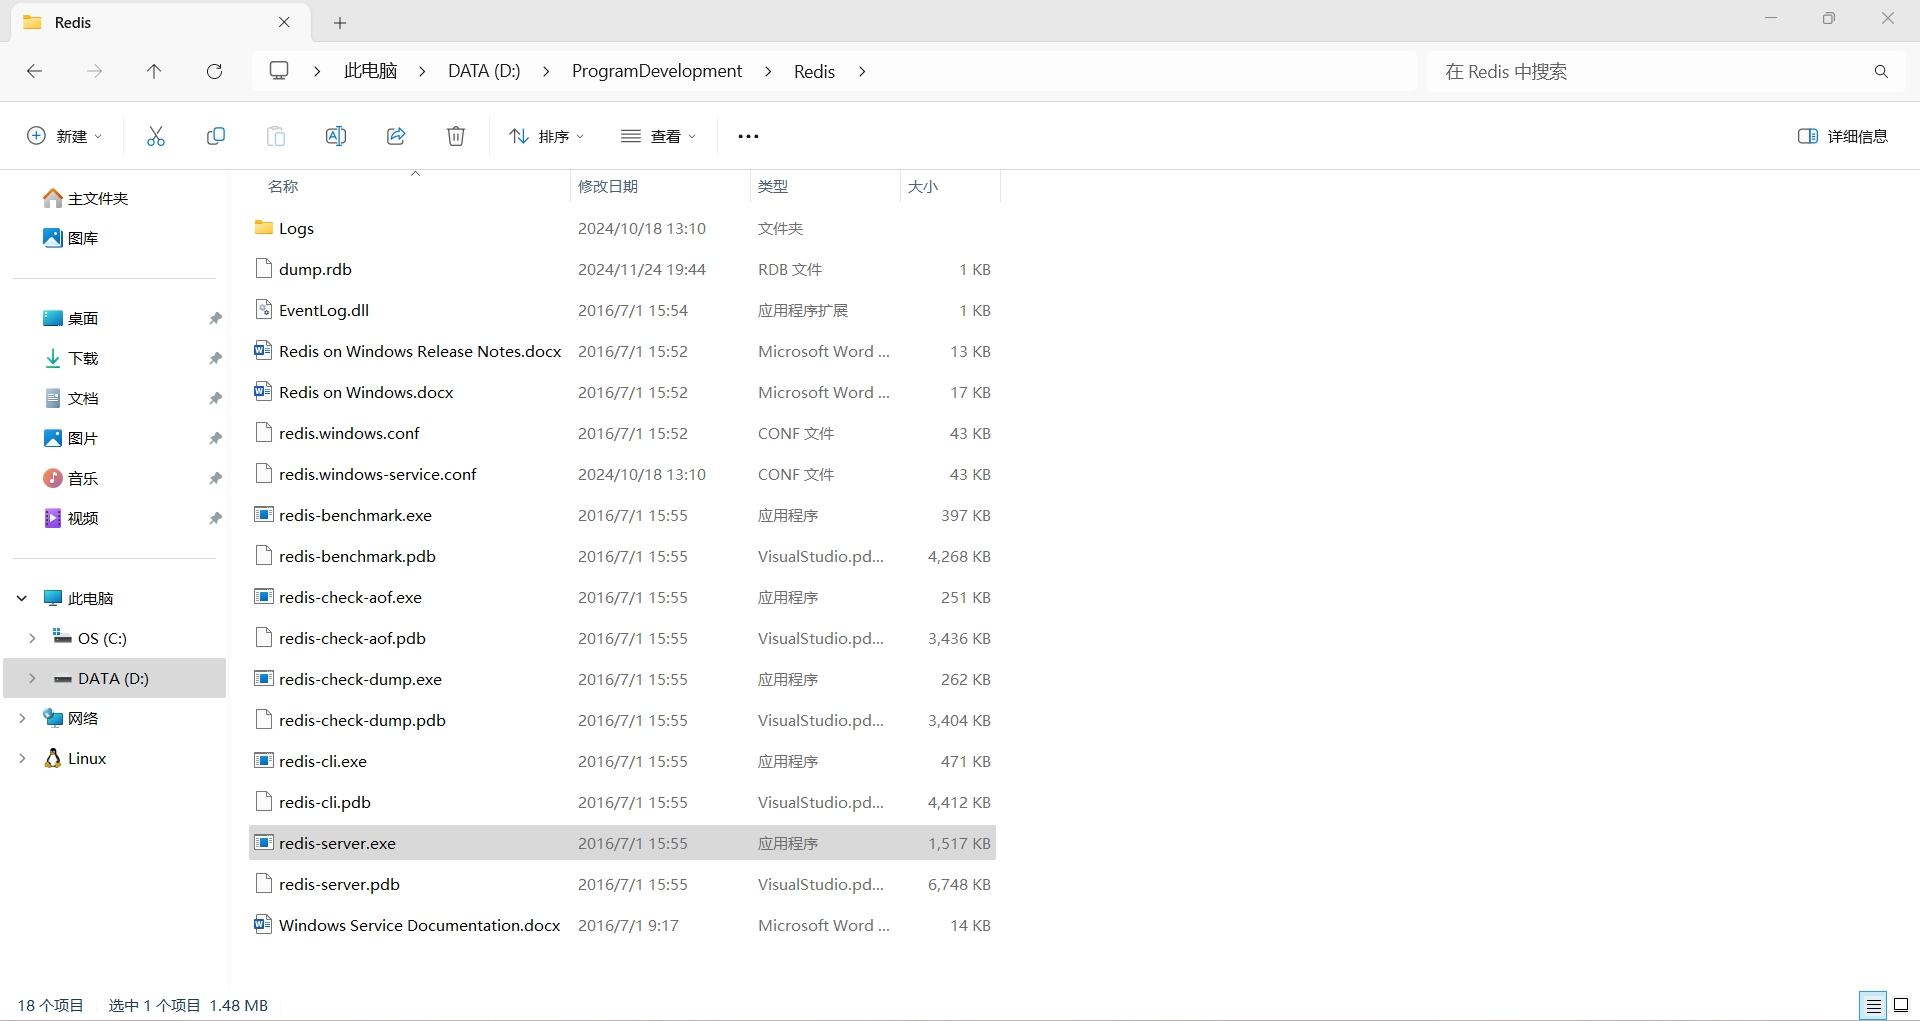 Redis
此电脑 DATA (D:) ProgramDevelopment Redis
在 Redis 中搜索
新建
排序
查看
详细信息
主文件夹
图库
桌面
下载
文档
图片
音乐
视频
此电脑
OS (C:)
DATA (D:)
网络
Linux
名称 修改日期 类型 大小
Logs 2024/10/18 13:10 文件夹
dump.rdb 2024/11/24 19:44 RDB 文件 1 KB
EventLog.dll 2016/7/1 15:54 应用程序扩展 1 KB
Redis on Windows Release Notes.docx 2016/7/1 15:52 Microsoft Word ... 13 KB
Redis on Windows.docx 2016/7/1 15:52 Microsoft Word ... 17 KB
redis.windows.conf 2016/7/1 15:52 CONF 文件 43 KB
redis.windows-service.conf 2024/10/18 13:10 CONF 文件 43 KB
redis-benchmark.exe 2016/7/1 15:55 应用程序 397 KB
redis-benchmark.pdb 2016/7/1 15:55 VisualStudio.pd... 4,268 KB
redis-check-aof.exe 2016/7/1 15:55 应用程序 251 KB
redis-check-aof.pdb 2016/7/1 15:55 VisualStudio.pd... 3,436 KB
redis-check-dump.exe 2016/7/1 15:55 应用程序 262 KB
redis-check-dump.pdb 2016/7/1 15:55 VisualStudio.pd... 3,404 KB
redis-cli.exe 2016/7/1 15:55 应用程序 471 KB
redis-cli.pdb 2016/7/1 15:55 VisualStudio.pd... 4,412 KB
redis-server.exe 2016/7/1 15:55 应用程序 1,517 KB
redis-server.pdb 2016/7/1 15:55 VisualStudio.pd... 6,748 KB
Windows Service Documentation.docx 2016/7/1 9:17 Microsoft Word ... 14 KB
18 个项目 选中 1 个项目 1.48 MB